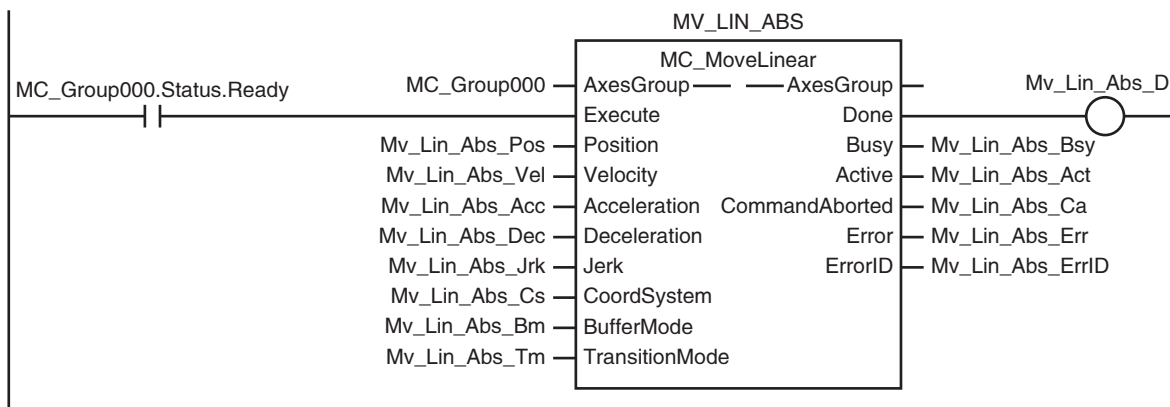 MV_LIN_ABS
MC_MoveLinear
MC_Group000.Status.Ready
MC_Group000 AxesGroup AxesGroup Mv_Lin_Abs_D
Execute Done
Mv_Lin_Abs_Pos Position Busy Mv_Lin_Abs_Bsy
Mv_Lin_Abs_Vel Velocity Active Mv_Lin_Abs_Act
Mv_Lin_Abs_Acc Acceleration CommandAborted Mv_Lin_Abs_Ca
Mv_Lin_Abs_Dec Deceleration Error Mv_Lin_Abs_Err
Mv_Lin_Abs_Jrk Jerk ErrorID Mv_Lin_Abs_ErrID
Mv_Lin_Abs_Cs CoordSystem
Mv_Lin_Abs_Bm BufferMode
Mv_Lin_Abs_Tm TransitionMode